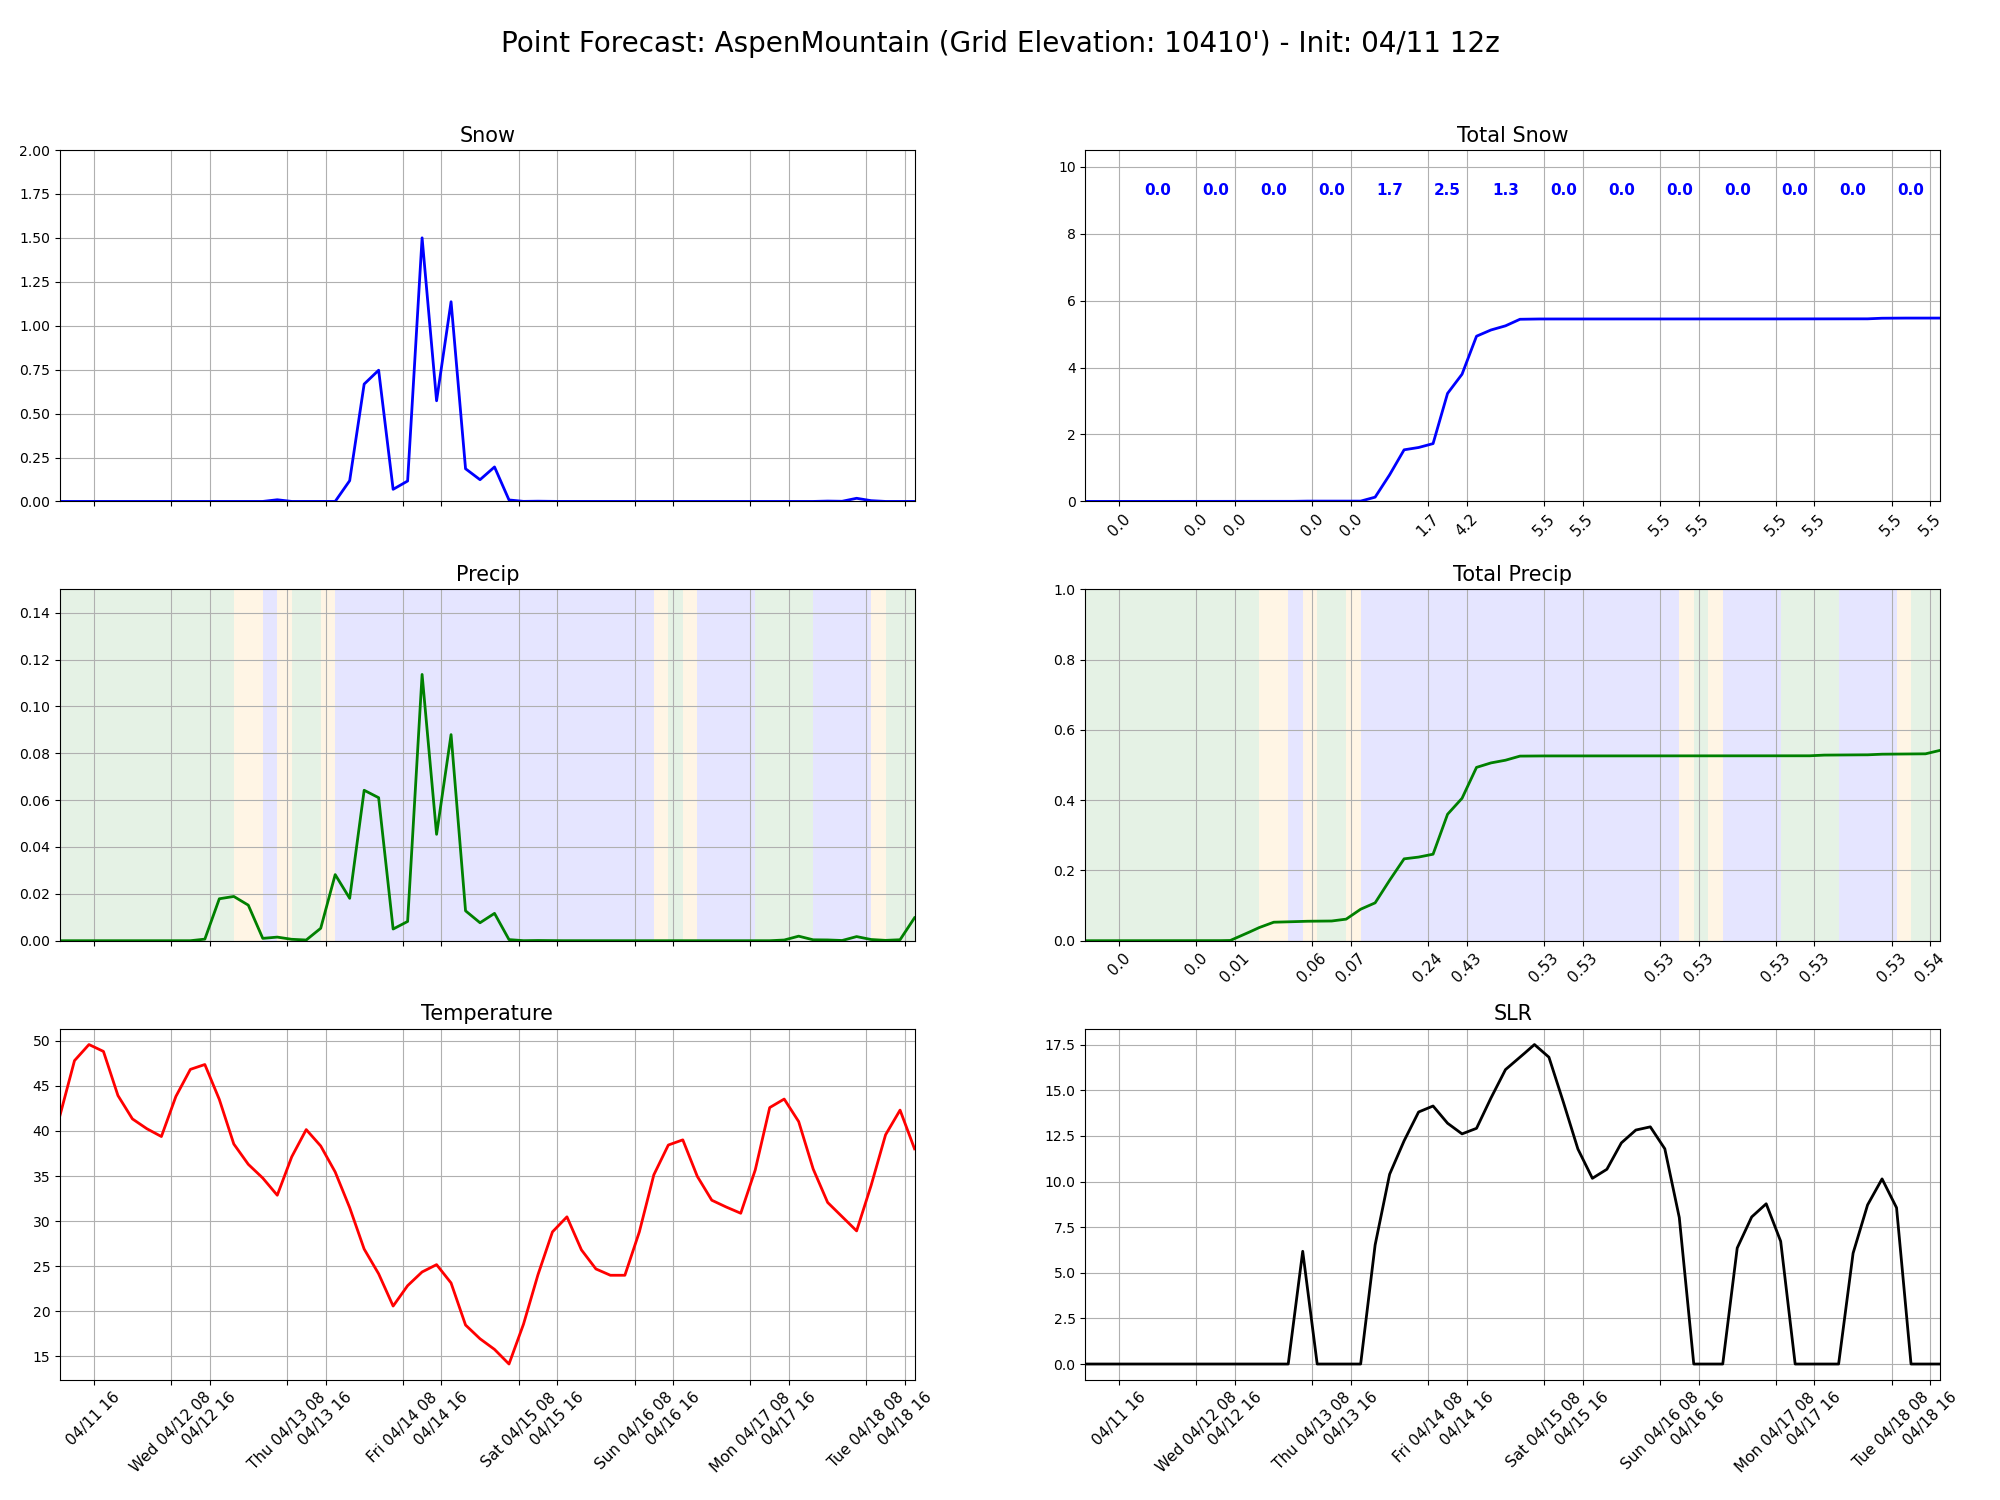 Point Forecast: AspenMountain (Grid Elevation: 10410') - Init: 04/11 12z
Snow
2.00
1.75
1.50
1.25
1.00
0.75
0.50
0.25
0.00
Total Snow
10
8
6
4
2
0
0.0 0.0 0.0 0.0 1.7 2.5 1.3 0.0 0.0 0.0 0.0 0.0 0.0 0.0
0.0 0.0 0.0 0.0 0.0 1.7 4.2 5.5 5.5 5.5 5.5 5.5 5.5 5.5 5.5
Precip
0.14
0.12
0.10
0.08
0.06
0.04
0.02
0.00
Total Precip
1.0
0.8
0.6
0.4
0.2
0.0
0.0 0.0 0.01 0.06 0.07 0.24 0.43 0.53 0.53 0.53 0.53 0.53 0.53 0.53 0.54
Temperature
50
45
40
35
30
25
20
15
04/11 16
Wed 04/12 08
04/12 16
Thu 04/13 08
04/13 16
Fri 04/14 08
04/14 16
Sat 04/15 08
04/15 16
Sun 04/16 08
04/16 16
Mon 04/17 08
04/17 16
Tue 04/18 08
04/18 16
SLR
17.5
15.0
12.5
10.0
7.5
5.0
2.5
0.0
04/11 16
Wed 04/12 08
04/12 16
Thu 04/13 08
04/13 16
Fri 04/14 08
04/14 16
Sat 04/15 08
04/15 16
Sun 04/16 08
04/16 16
Mon 04/17 08
04/17 16
Tue 04/18 08
04/18 16